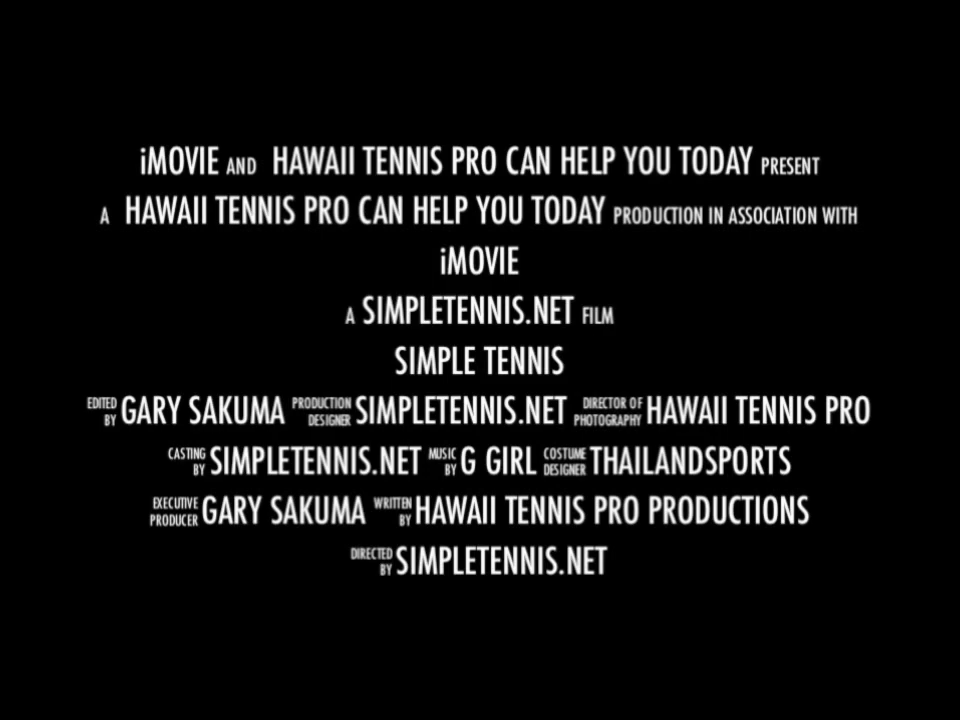 iMOVIE AND HAWAII TENNIS PRO CAN HELP YOU TODAY PRESENT
A HAWAII TENNIS PRO CAN HELP YOU TODAY PRODUCTION IN ASSOCIATION WITH
iMOVIE
A SIMPLETENNIS.NET FILM
SIMPLE TENNIS
EDITED BY GARY SAKUMA PRODUCTION DESIGNER SIMPLETENNIS.NET DIRECTOR OF PHOTOGRAPHY HAWAII TENNIS PRO
CASTING BY SIMPLETENNIS.NET MUSIC BY G GIRL COSTUME DESIGNER THAILANDSPORTS
EXECUTIVE PRODUCER GARY SAKUMA WRITTEN BY HAWAII TENNIS PRO PRODUCTIONS
DIRECTED BY SIMPLETENNIS.NET